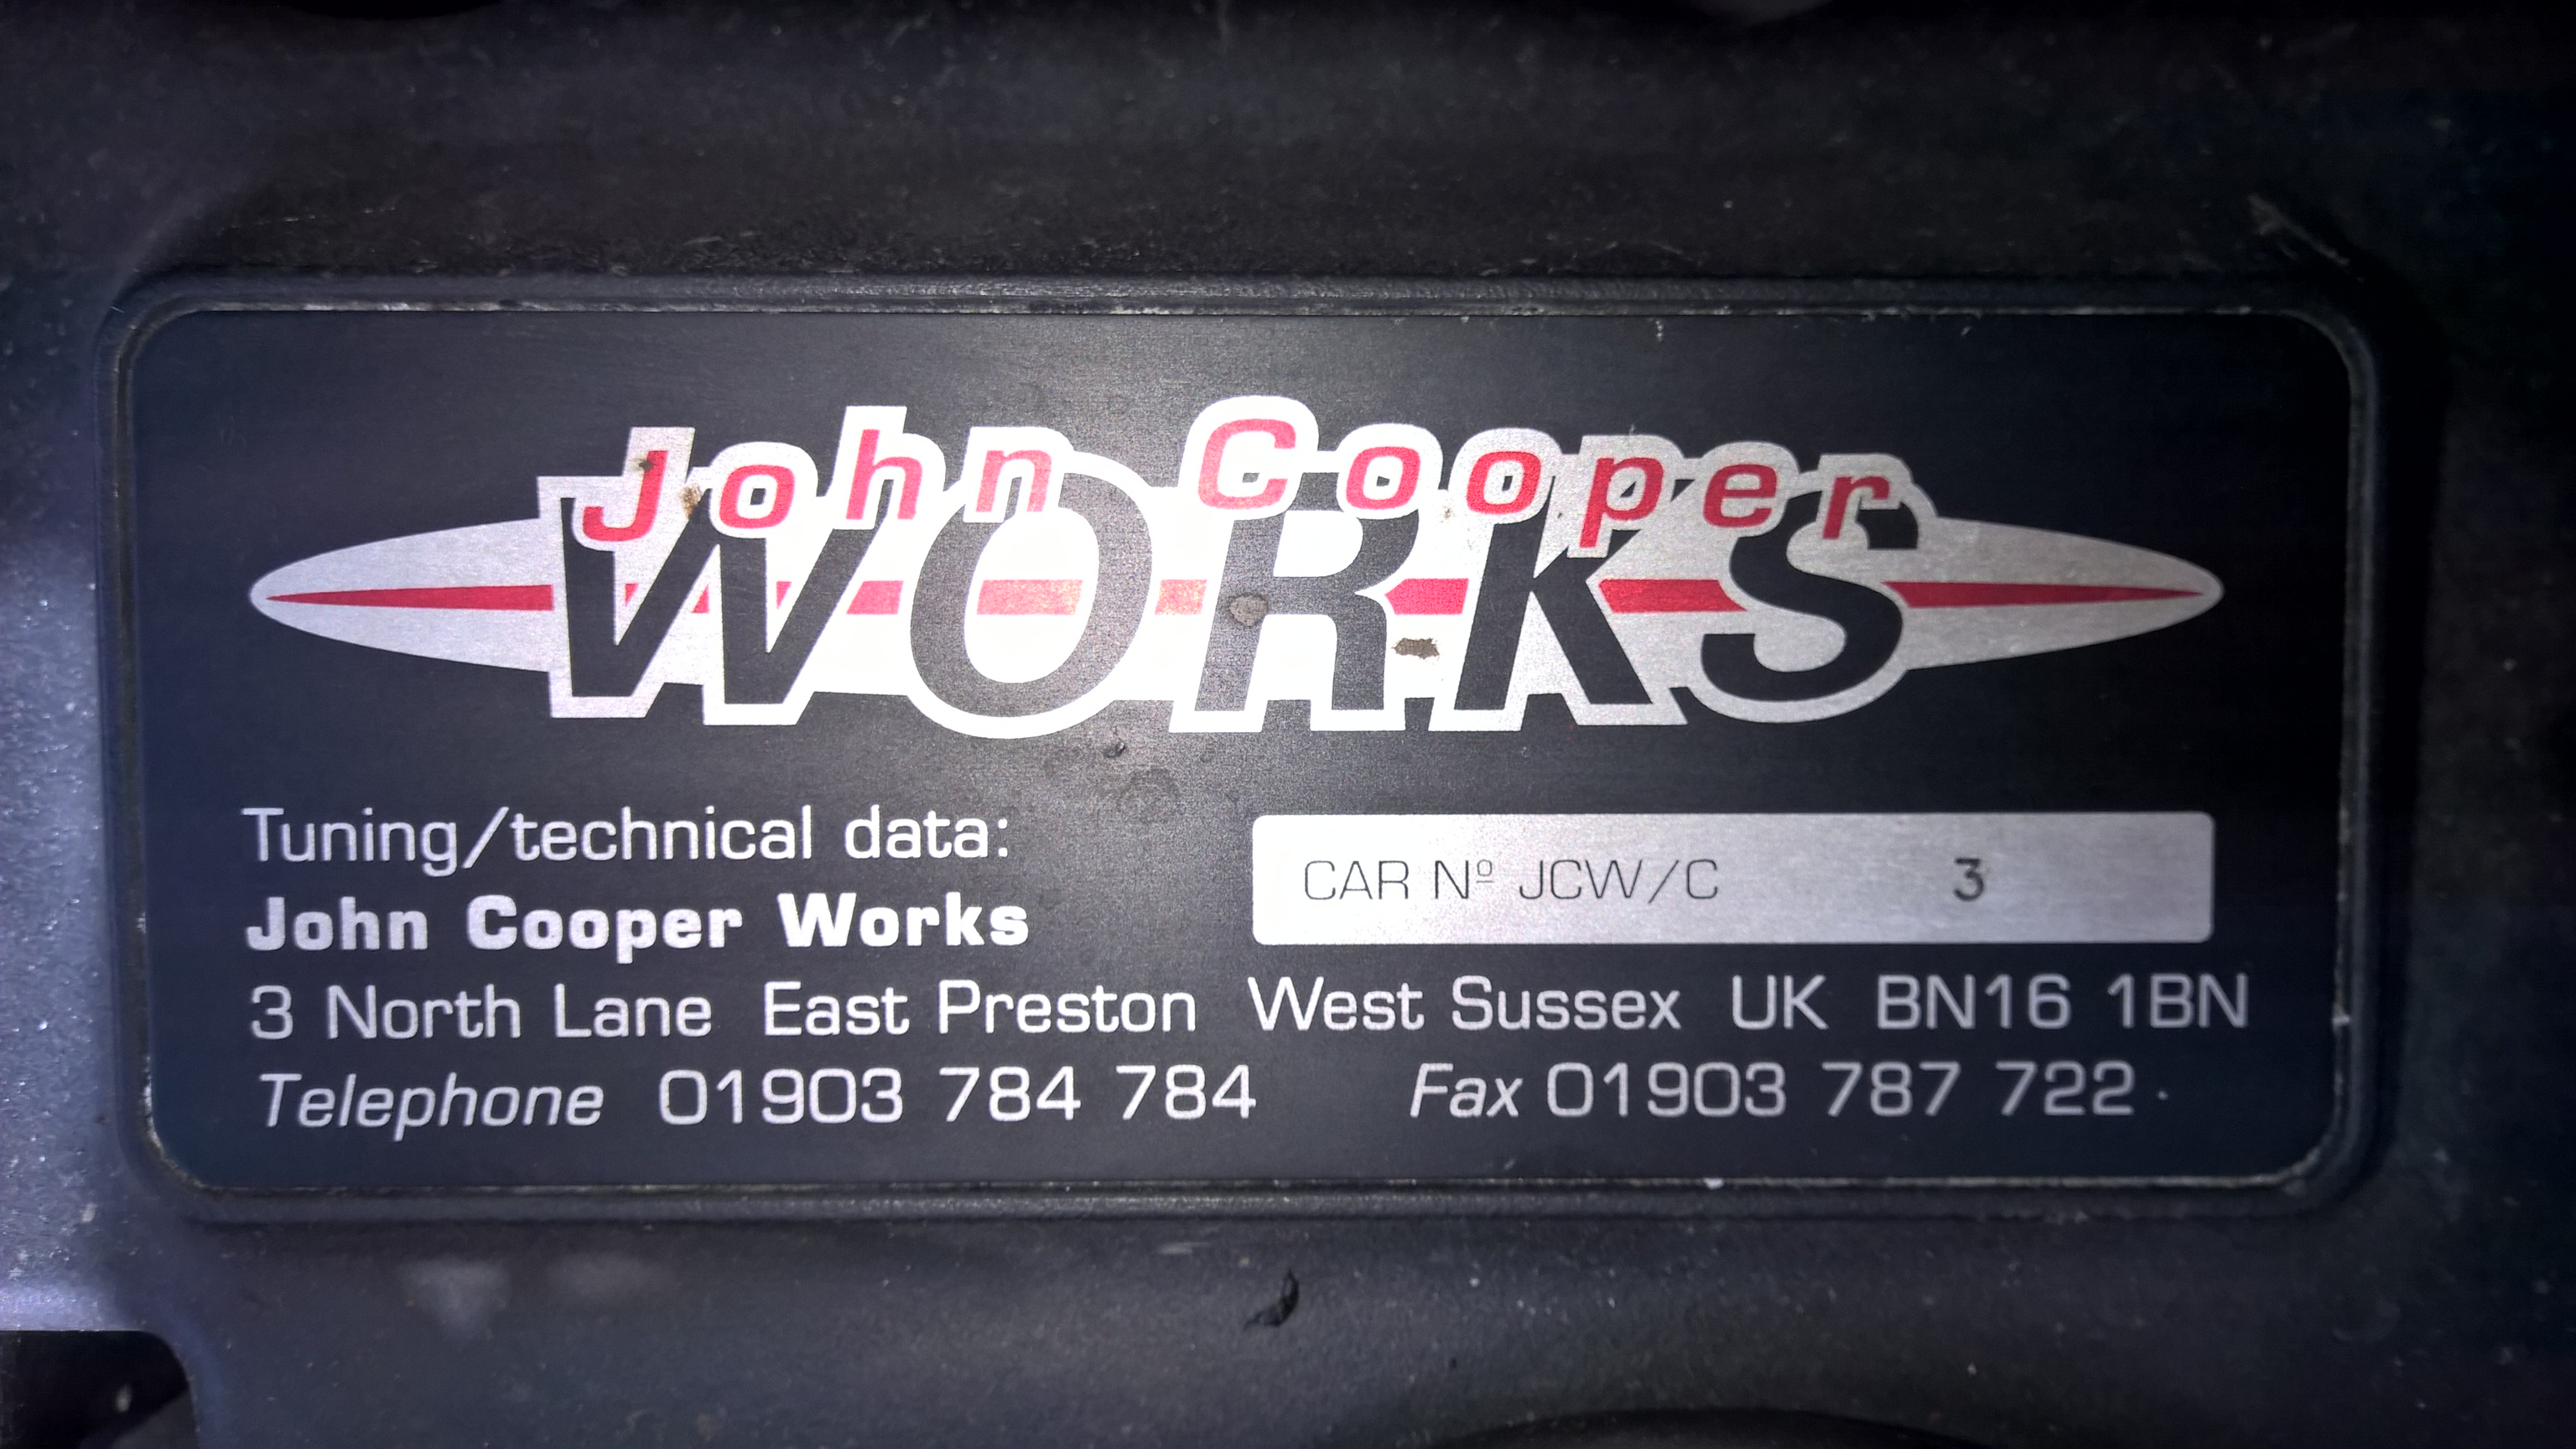 John Cooper
WORKS
Tuning/technical data:
John Cooper Works
CAR Nº JCW/C 3
3 North Lane East Preston West Sussex UK BN16 1BN
Telephone 01903 784 784 Fax 01903 787 722